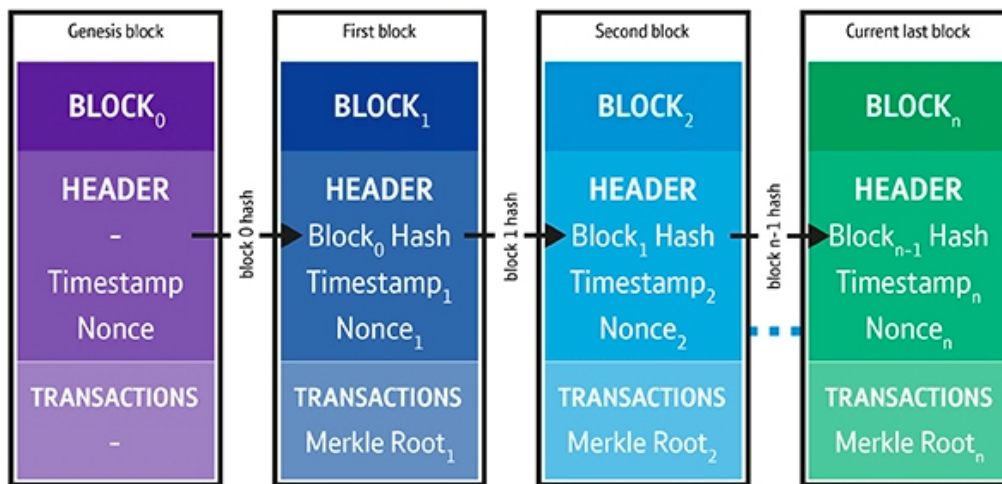 Genesis block
BLOCK₀
HEADER
-
Timestamp
Nonce
TRANSACTIONS
-
block 0 hash
First block
BLOCK₁
HEADER
Block₀ Hash
Timestamp₁
Nonce₁
TRANSACTIONS
Merkle Root₁
block 1 hash
Second block
BLOCK₂
HEADER
Block₁ Hash
Timestamp₂
Nonce₂
TRANSACTIONS
Merkle Root₂
block n-1 hash
Current last block
BLOCKₙ
HEADER
Blockₙ₋₁ Hash
Timestampₙ
Nonceₙ
TRANSACTIONS
Merkle Rootₙ